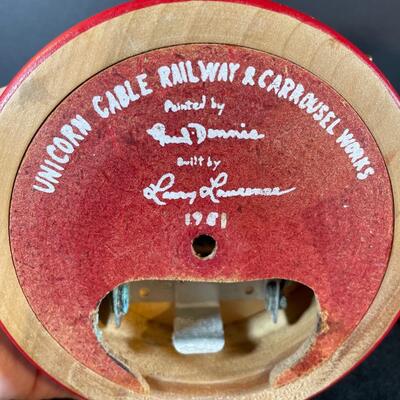 UNICORN CABLE RAILWAY & CARROUSEL WORKS
Painted by
Paul Dennis
Built by
Larry Lawrence
1981